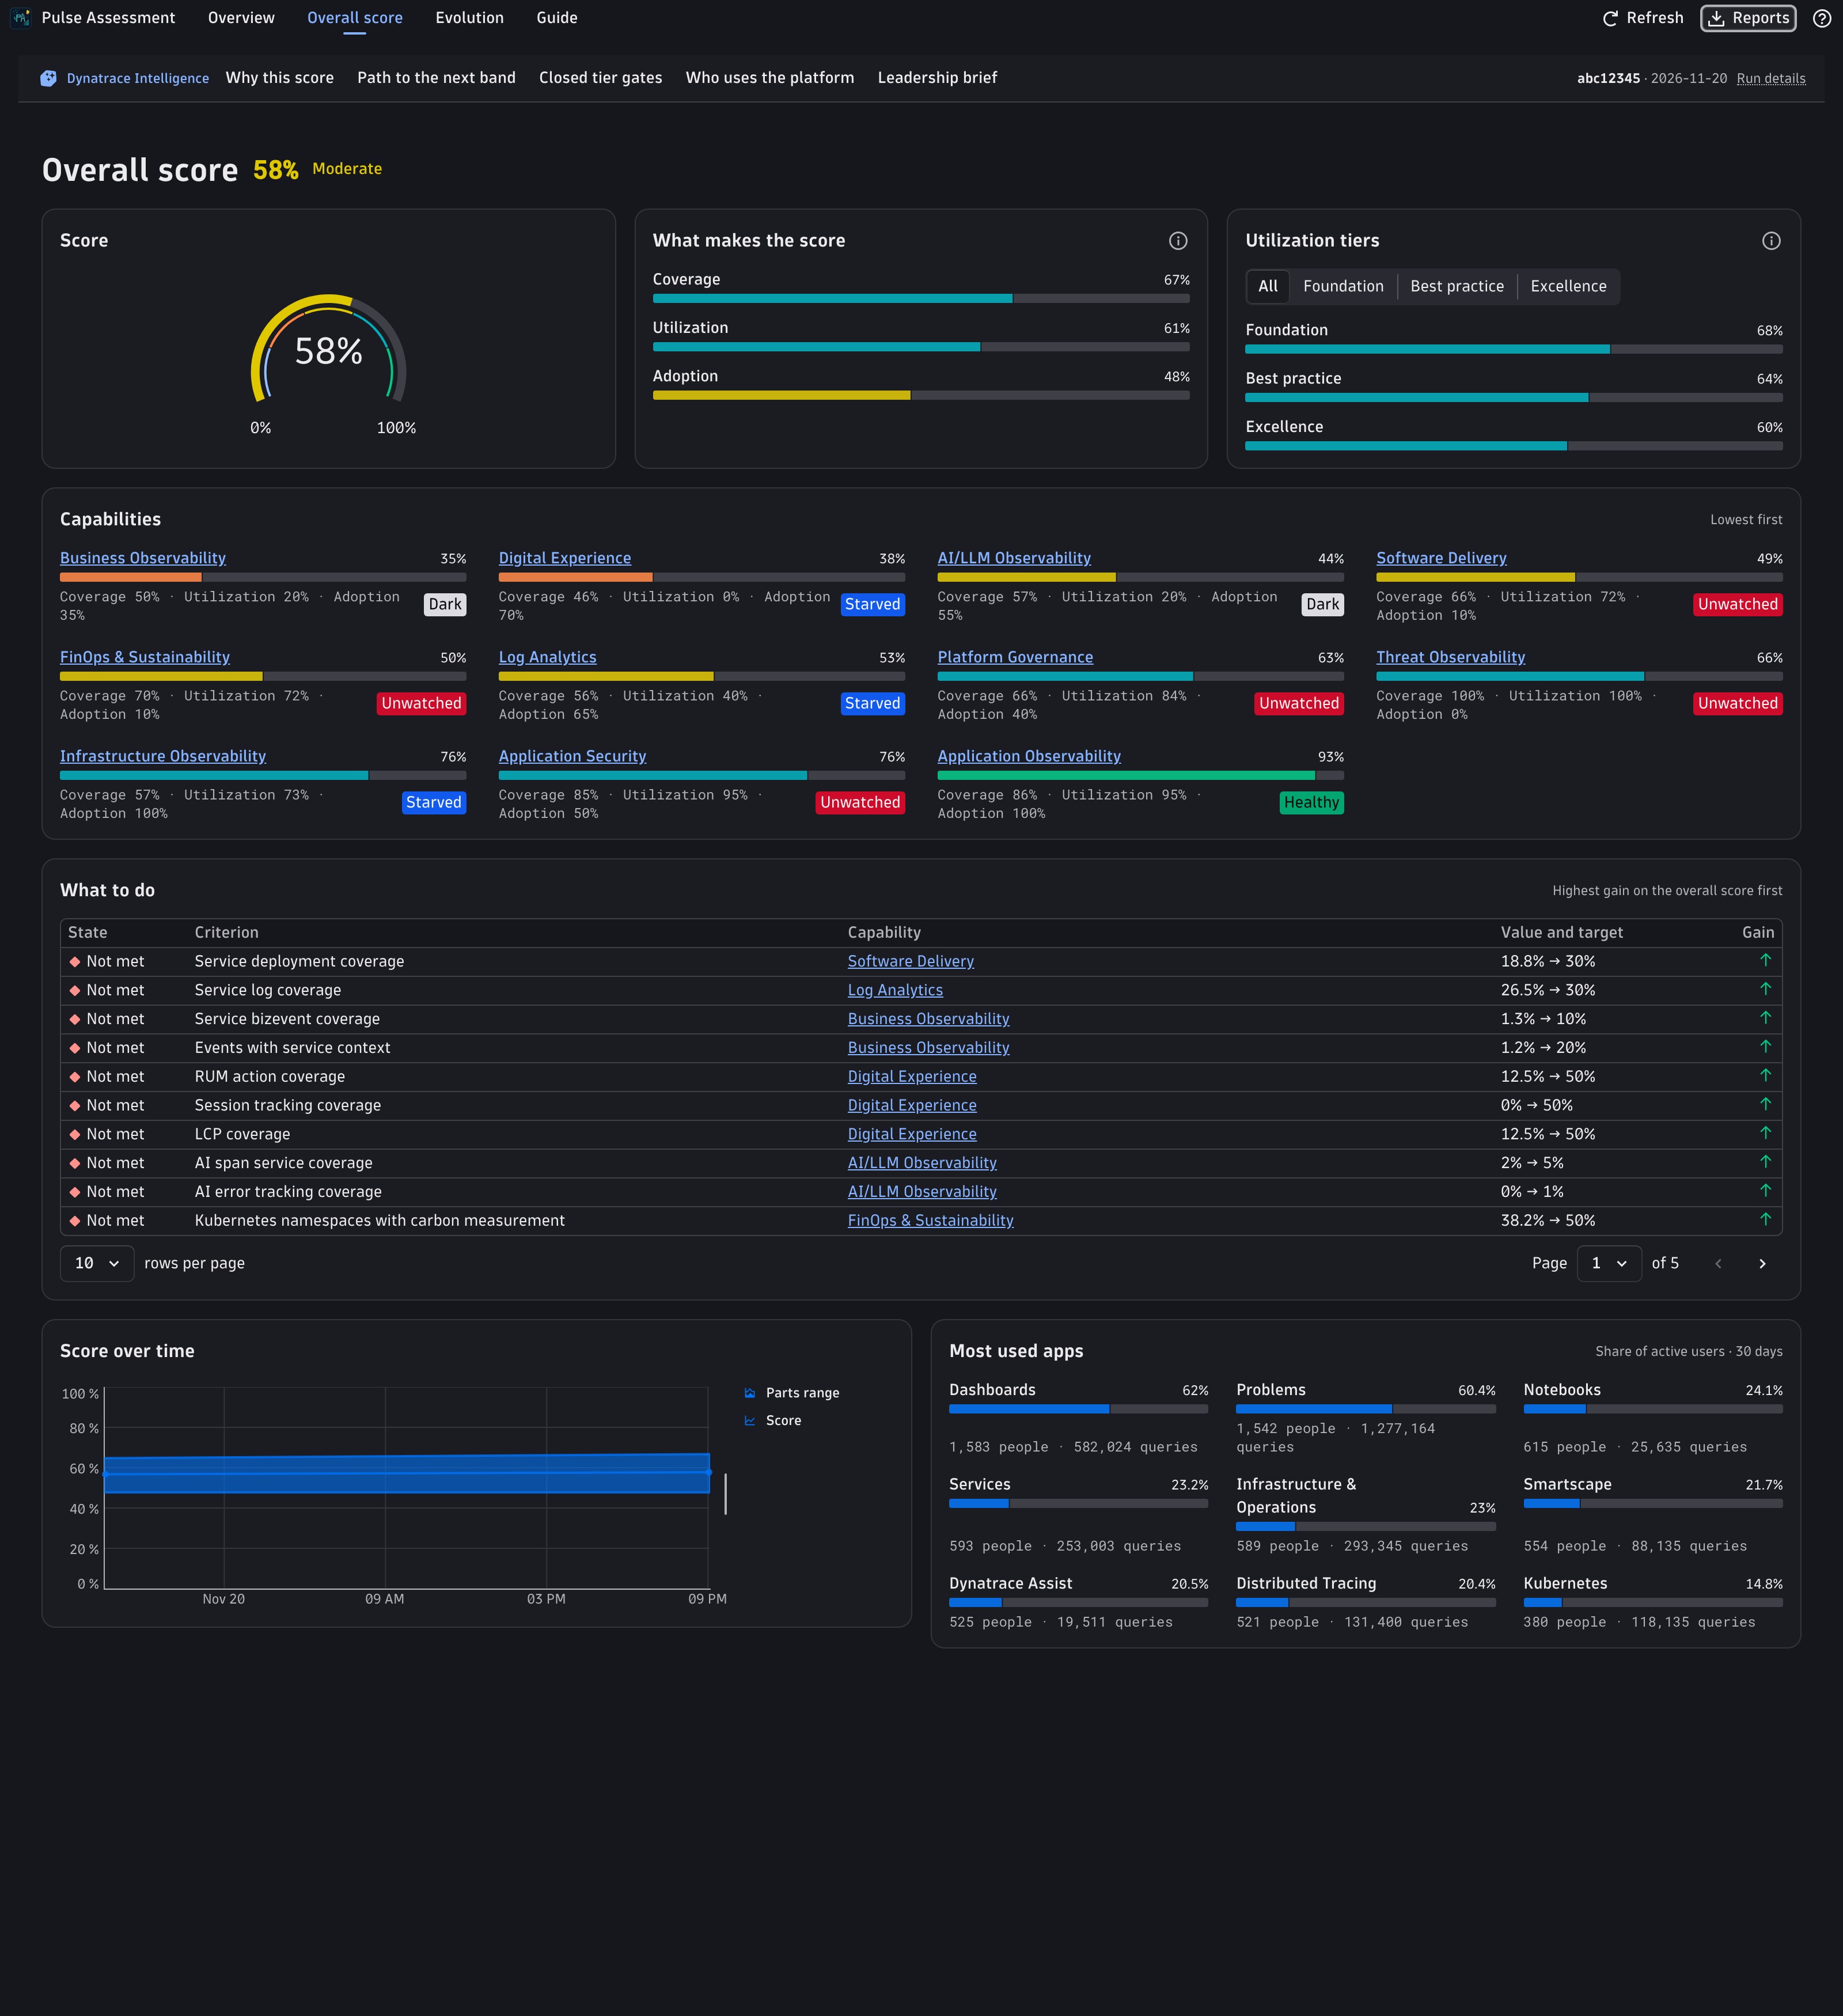 Pulse Assessment Overview Overall score Evolution Guide Refresh Reports
Dynatrace Intelligence Why this score Path to the next band Closed tier gates Who uses the platform Leadership brief abc12345 · 2026-11-20 Run details
Overall score 58% Moderate
Score
58%
0% 100%
What makes the score
Coverage 67%
Utilization 61%
Adoption 48%
Utilization tiers
All Foundation Best practice Excellence
Foundation 68%
Best practice 64%
Excellence 60%
Capabilities Lowest first
Business Observability 35%
Coverage 50% · Utilization 20% · Adoption
35%
Dark
Digital Experience 38%
Coverage 46% · Utilization 0% · Adoption
70%
Starved
AI/LLM Observability 44%
Coverage 57% · Utilization 20% · Adoption
55%
Dark
Software Delivery 49%
Coverage 66% · Utilization 72% ·
Adoption 10%
Unwatched
FinOps & Sustainability 50%
Coverage 70% · Utilization 72% ·
Adoption 10%
Unwatched
Log Analytics 53%
Coverage 56% · Utilization 40% ·
Adoption 65%
Starved
Platform Governance 63%
Coverage 66% · Utilization 84% ·
Adoption 40%
Unwatched
Threat Observability 66%
Coverage 100% · Utilization 100% ·
Adoption 0%
Unwatched
Infrastructure Observability 76%
Coverage 57% · Utilization 73% ·
Adoption 100%
Starved
Application Security 76%
Coverage 85% · Utilization 95% ·
Adoption 50%
Unwatched
Application Observability 93%
Coverage 86% · Utilization 95% ·
Adoption 100%
Healthy
What to do Highest gain on the overall score first
State Criterion Capability Value and target Gain
Not met Service deployment coverage Software Delivery 18.8% → 30% ↑
Not met Service log coverage Log Analytics 26.5% → 30% ↑
Not met Service bizevent coverage Business Observability 1.3% → 10% ↑
Not met Events with service context Business Observability 1.2% → 20% ↑
Not met RUM action coverage Digital Experience 12.5% → 50% ↑
Not met Session tracking coverage Digital Experience 0% → 50% ↑
Not met LCP coverage Digital Experience 12.5% → 50% ↑
Not met AI span service coverage AI/LLM Observability 2% → 5% ↑
Not met AI error tracking coverage AI/LLM Observability 0% → 1% ↑
Not met Kubernetes namespaces with carbon measurement FinOps & Sustainability 38.2% → 50% ↑
10 rows per page Page 1 of 5
Score over time
100 %
80 %
60 %
40 %
20 %
0 %
Nov 20 09 AM 03 PM 09 PM
Parts range
Score
Most used apps Share of active users · 30 days
Dashboards 62%
1,583 people · 582,024 queries
Problems 60.4%
1,542 people · 1,277,164
queries
Notebooks 24.1%
615 people · 25,635 queries
Services 23.2%
593 people · 253,003 queries
Infrastructure &
Operations 23%
589 people · 293,345 queries
Smartscape 21.7%
554 people · 88,135 queries
Dynatrace Assist 20.5%
525 people · 19,511 queries
Distributed Tracing 20.4%
521 people · 131,400 queries
Kubernetes 14.8%
380 people · 118,135 queries